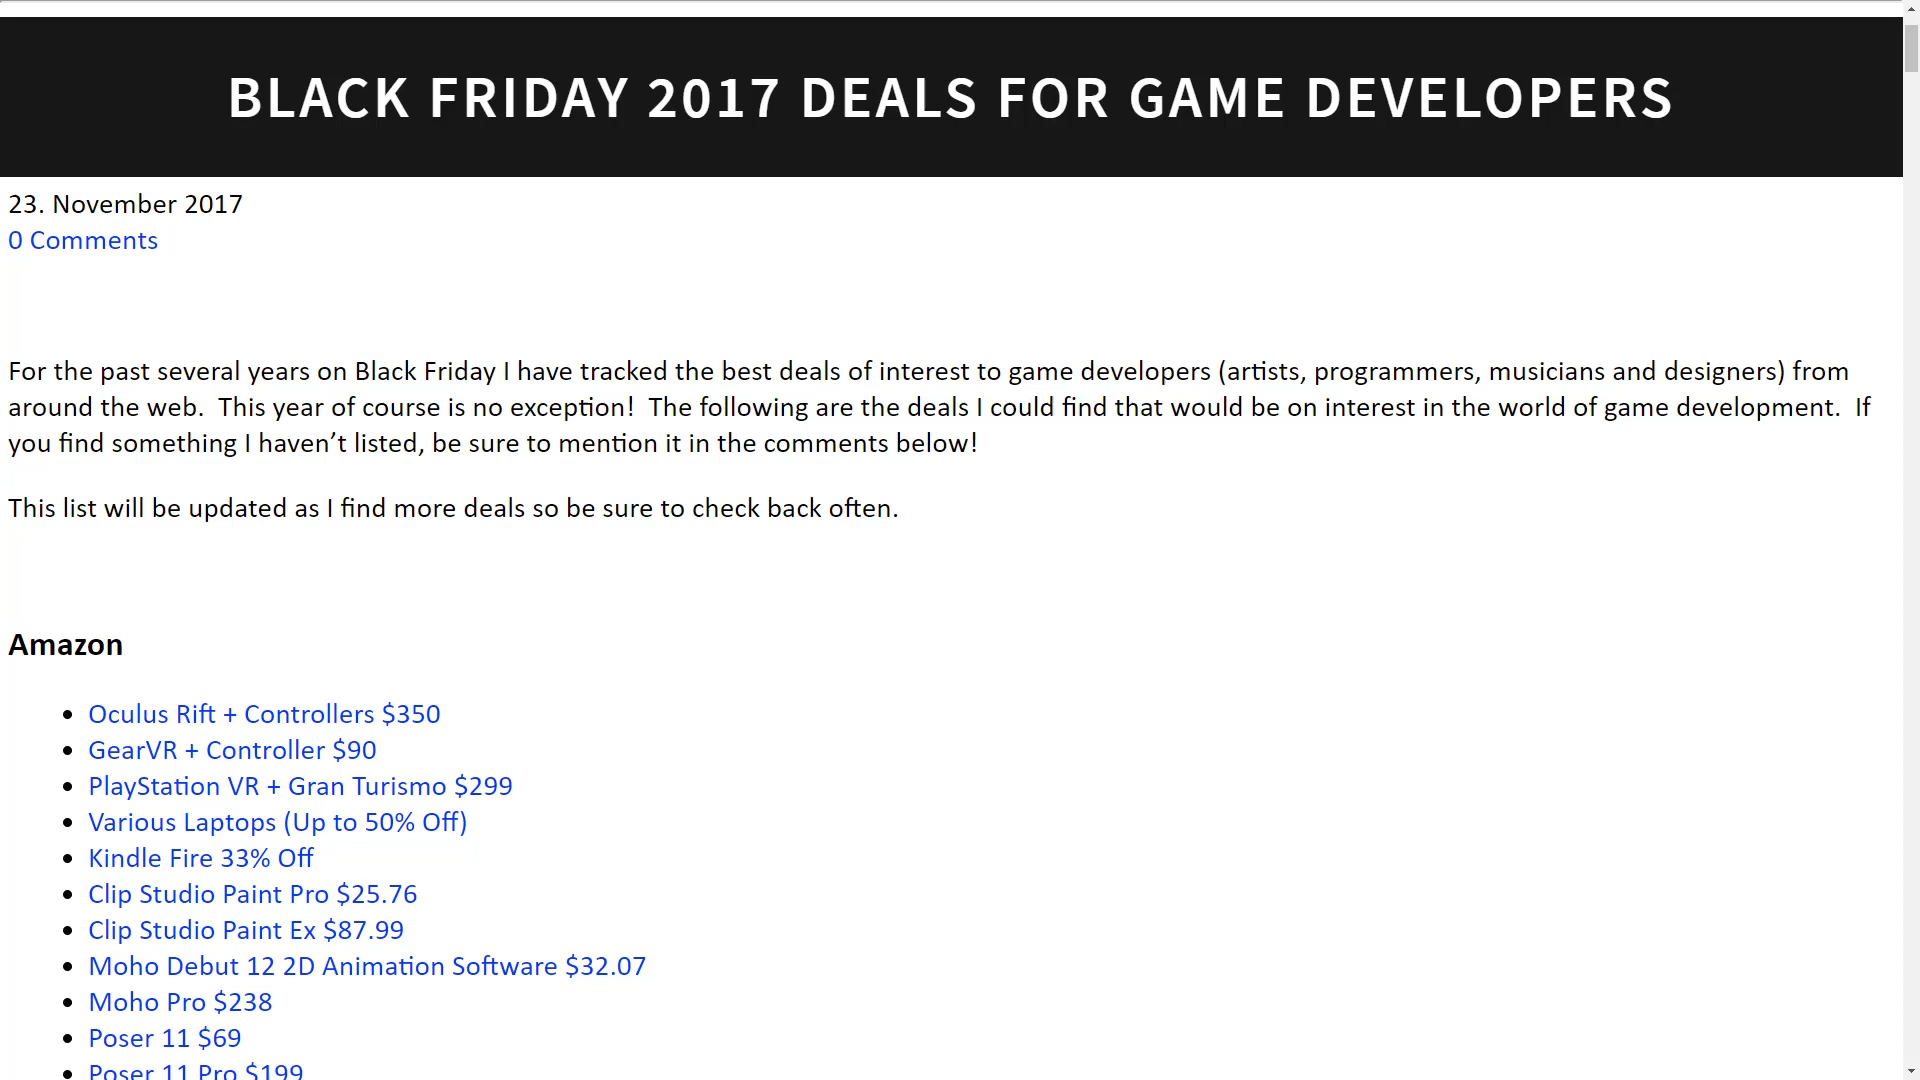 BLACK FRIDAY 2017 DEALS FOR GAME DEVELOPERS
23. November 2017
0 Comments
For the past several years on Black Friday I have tracked the best deals of interest to game developers (artists, programmers, musicians and designers) from
around the web.  This year of course is no exception!  The following are the deals I could find that would be on interest in the world of game development.  If
you find something I haven’t listed, be sure to mention it in the comments below!
This list will be updated as I find more deals so be sure to check back often.
Amazon
• Oculus Rift + Controllers $350
• GearVR + Controller $90
• PlayStation VR + Gran Turismo $299
• Various Laptops (Up to 50% Off)
• Kindle Fire 33% Off
• Clip Studio Paint Pro $25.76
• Clip Studio Paint Ex $87.99
• Moho Debut 12 2D Animation Software $32.07
• Moho Pro $238
• Poser 11 $69
• Poser 11 Pro $199